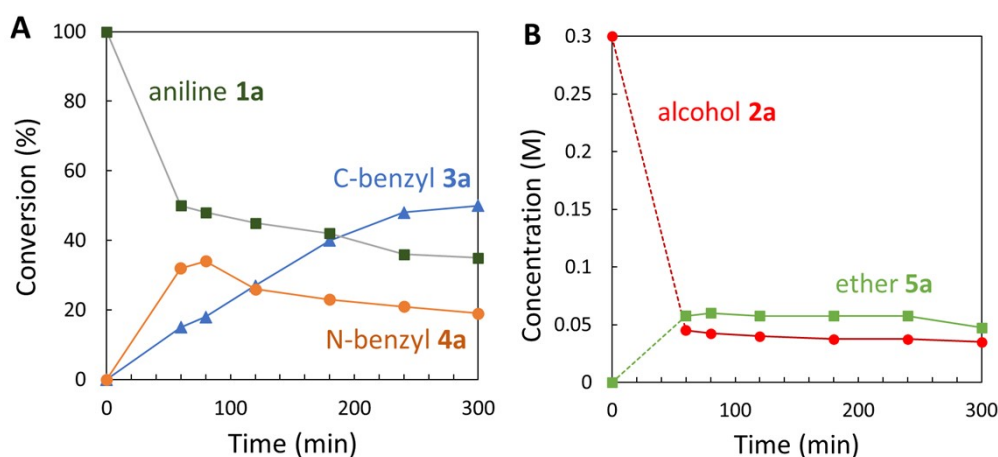 A
100
80
60
40
20
0
Conversion (%)
aniline 1a
C-benzyl 3a
N-benzyl 4a
0
100
200
300
Time (min)
B
0.3
0.25
0.2
0.15
0.1
0.05
0
Concentration (M)
alcohol 2a
ether 5a
0
100
200
300
Time (min)